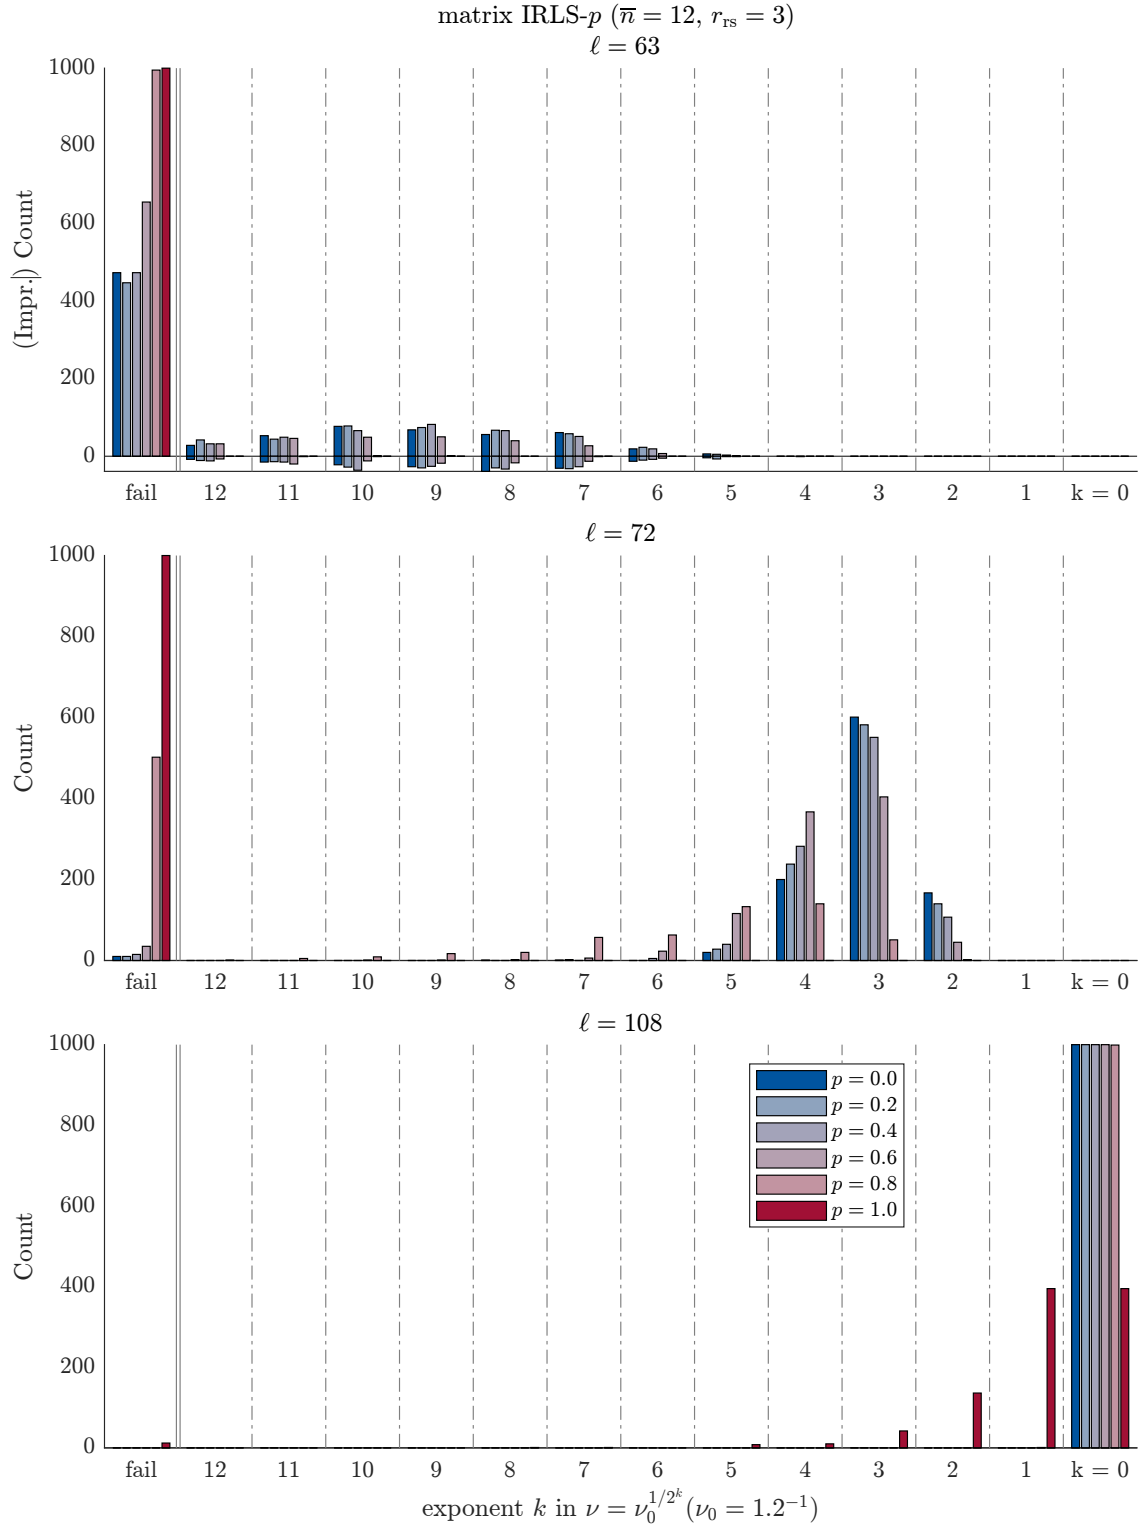 matrix IRLS-p (n̅ = 12, r_rs = 3)
ℓ = 63
(Impr.|) Count
1000
800
600
400
200
0
fail 12 11 10 9 8 7 6 5 4 3 2 1 k = 0
ℓ = 72
Count
1000
800
600
400
200
0
fail 12 11 10 9 8 7 6 5 4 3 2 1 k = 0
ℓ = 108
Count
1000
800
600
400
200
0
p = 0.0
p = 0.2
p = 0.4
p = 0.6
p = 0.8
p = 1.0
fail 12 11 10 9 8 7 6 5 4 3 2 1 k = 0
exponent k in ν = ν₀^{1/2^k} (ν₀ = 1.2⁻¹)